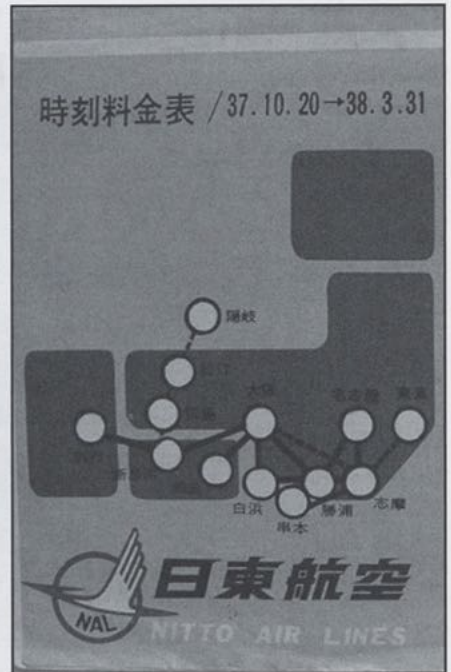 時刻料金表 /37.10.20→38.3.31
隠岐
大阪
名古屋 東京
白浜
串本
勝浦
志摩
日東航空
NAL
NITTO AIR LINES